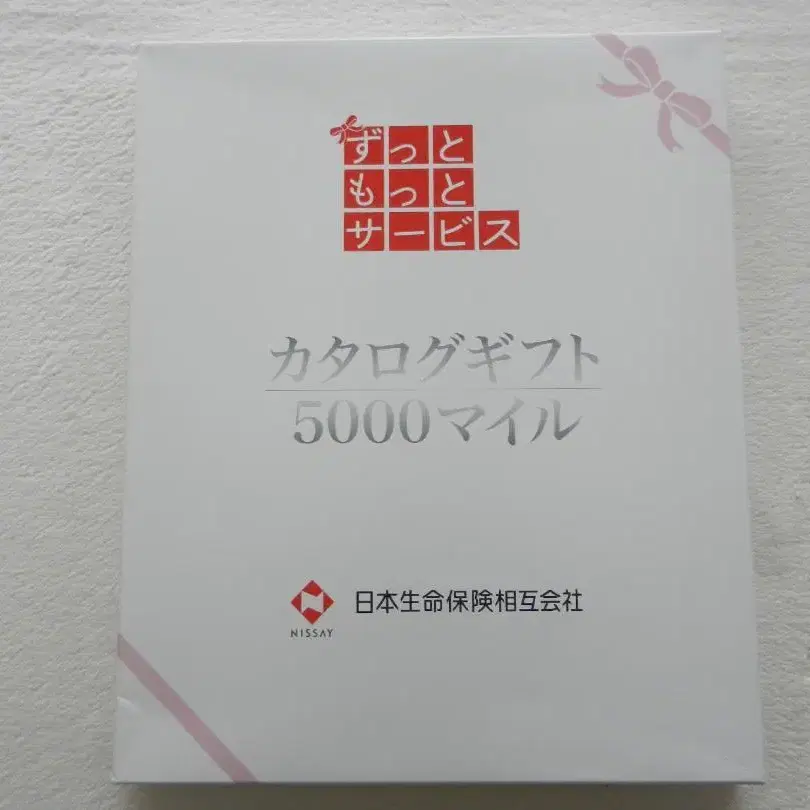 ずっと
もっと
サービス
カタログギフト
5000マイル
NISSAY
日本生命保険相互会社